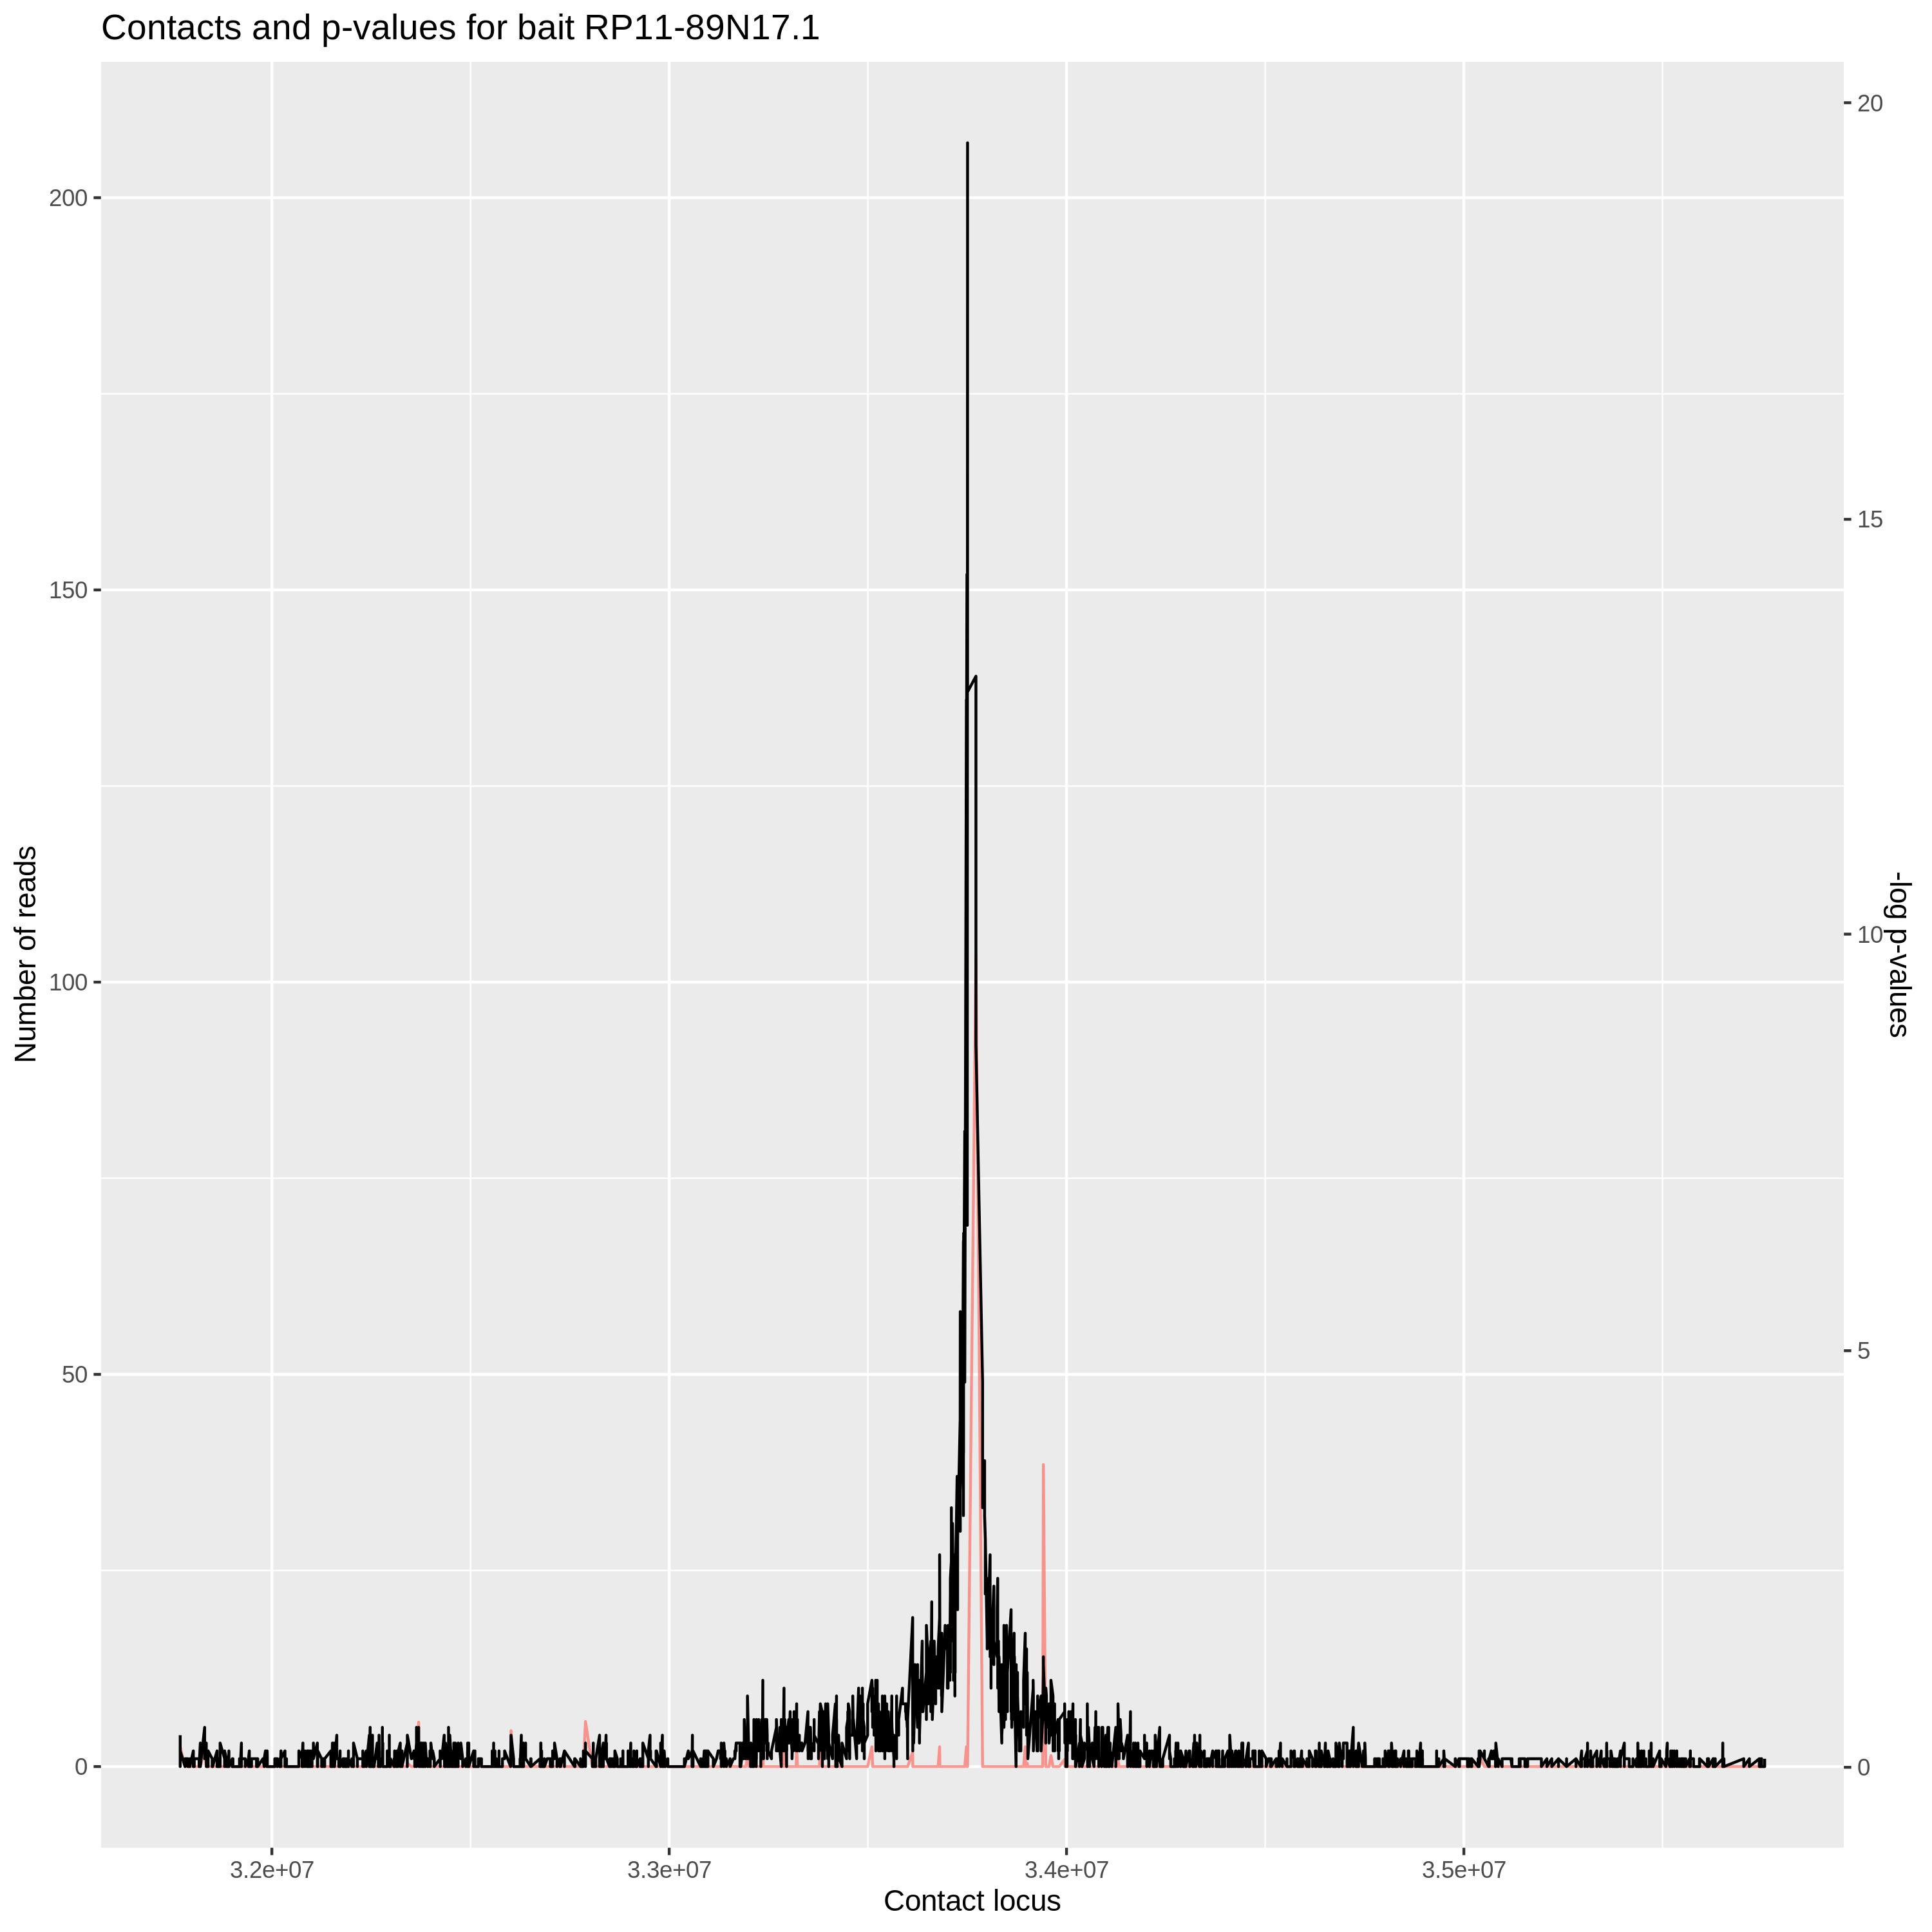 Contacts and p-values for bait RP11-89N17.1
200
150
100
50
0
Number of reads
20
15
10
5
0
-log p-values
3.2e+07
3.3e+07
3.4e+07
3.5e+07
Contact locus